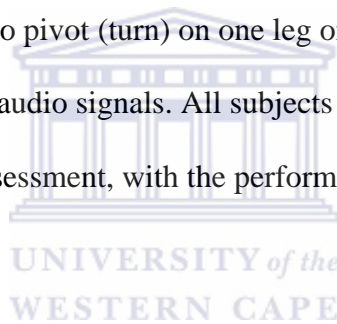 o pivot (turn) on one leg o
audio signals. All subjects
sessment, with the perform
UNIVERSITY of the
WESTERN CAPE